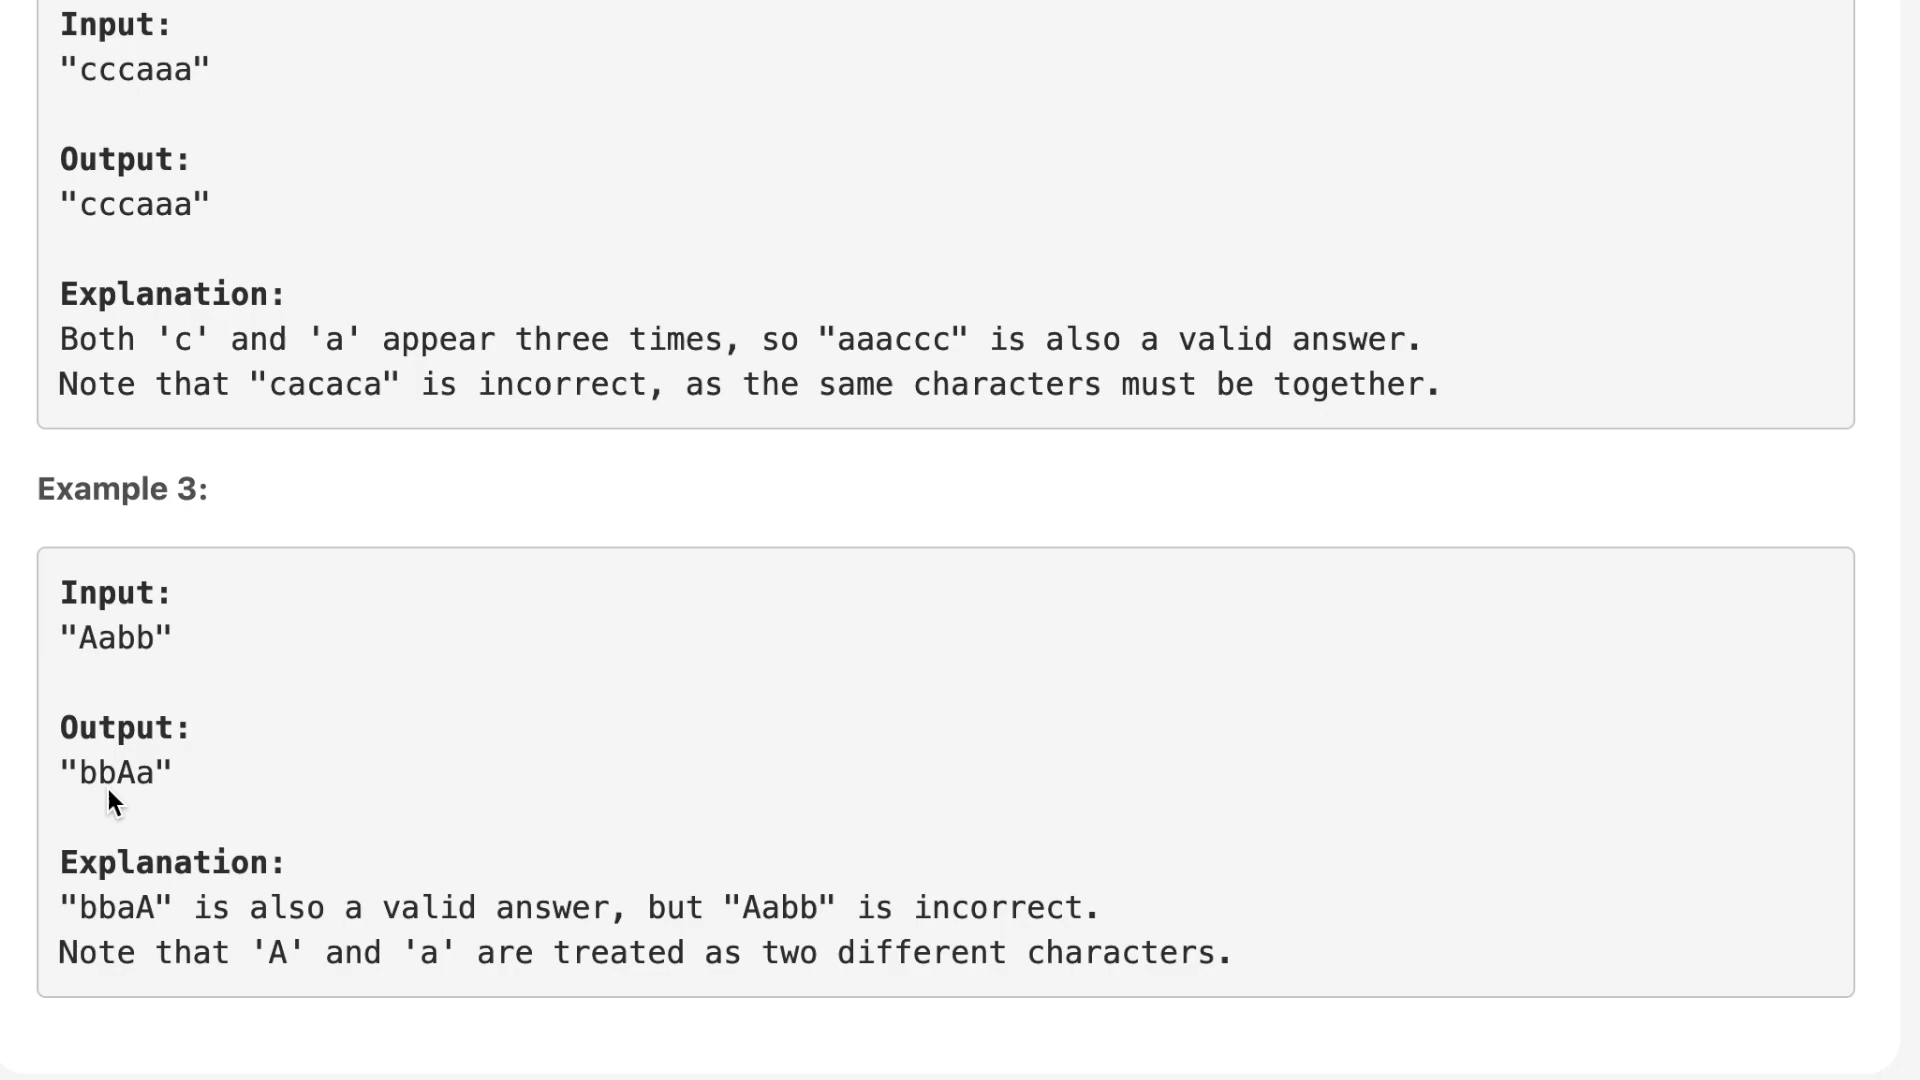 Input:
"cccaaa"
Output:
"cccaaa"
Explanation:
Both 'c' and 'a' appear three times, so "aaaccc" is also a valid answer.
Note that "cacaca" is incorrect, as the same characters must be together.
Example 3:
Input:
"Aabb"
Output:
"bbAa"
Explanation:
"bbaA" is also a valid answer, but "Aabb" is incorrect.
Note that 'A' and 'a' are treated as two different characters.